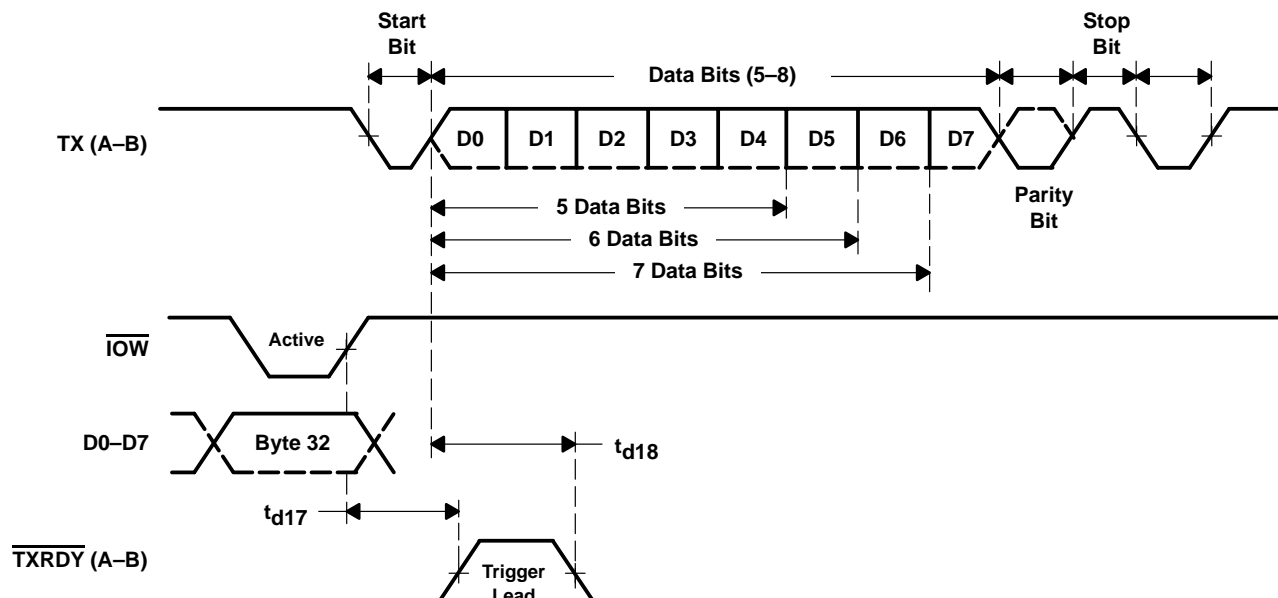 Start
Bit
Stop
Bit
Data Bits (5–8)
TX (A–B)
D0 D1 D2 D3 D4 D5 D6 D7
5 Data Bits
6 Data Bits
7 Data Bits
Parity
Bit
IOW
Active
D0–D7
Byte 32
td18
td17
TXRDY (A–B)
Trigger
Lead